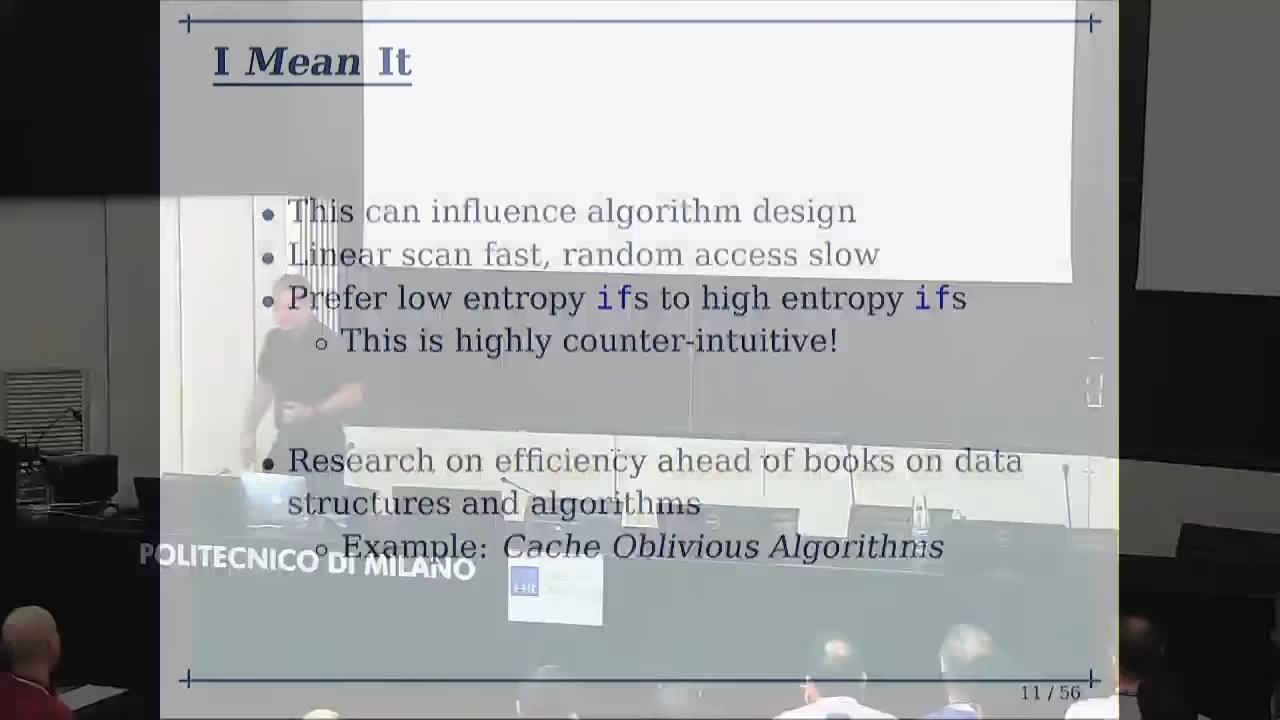 I Mean It
This can influence algorithm design
Linear scan fast, random access slow
Prefer low entropy ifs to high entropy ifs
This is highly counter-intuitive!
Research on efficiency ahead of books on data
structures and algorithms
Example: Cache Oblivious Algorithms
POLITECNICO DI MILANO
11 / 56